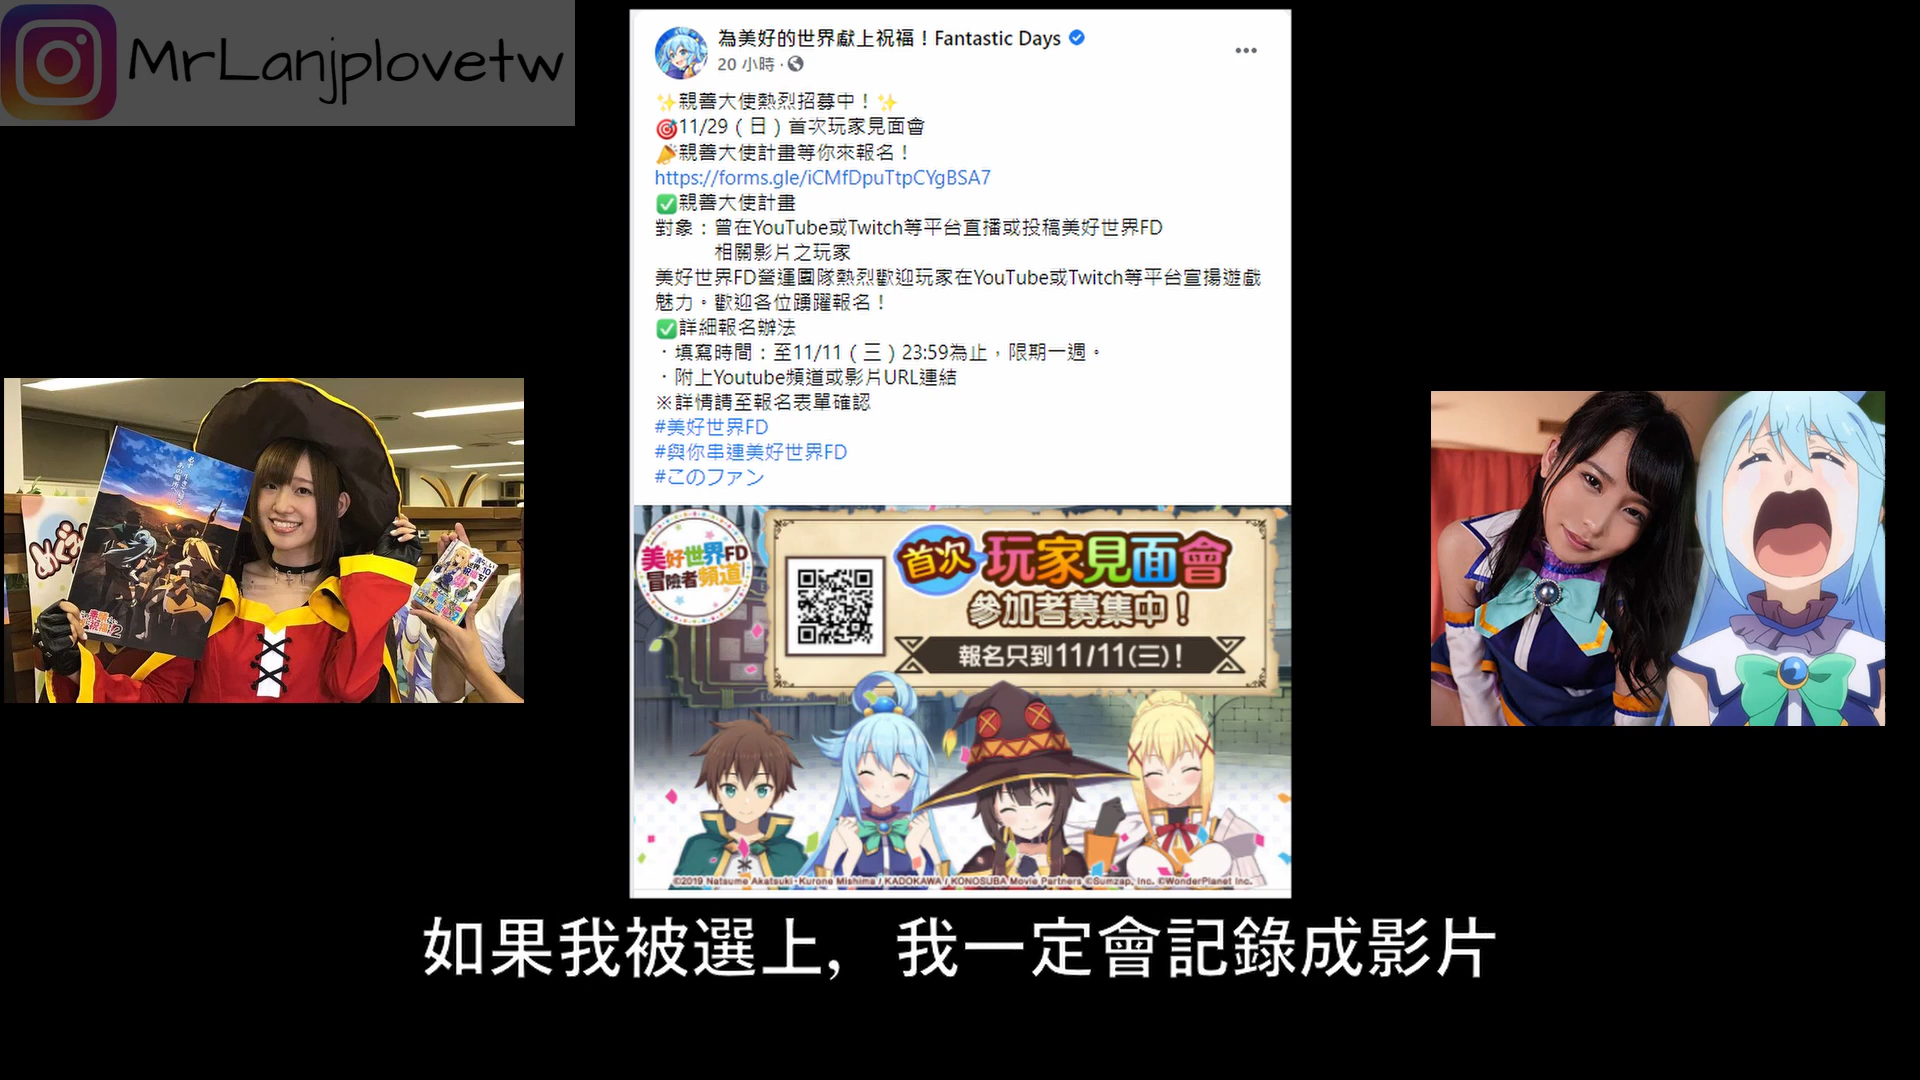 MrLanjplovetw
為美好的世界獻上祝福！Fantastic Days
20 小時 ·
✨親善大使熱烈招募中！✨
🎯11/29（日）首次玩家見面會
📣親善大使計畫等你來報名！
https://forms.gle/iCMfDpuTtpCYgBSA7
✅親善大使計畫
對象：曾在YouTube或Twitch等平台直播或投稿美好世界FD
相關影片之玩家
美好世界FD營運團隊熱烈歡迎玩家在YouTube或Twitch等平台宣揚遊戲
魅力。歡迎各位踴躍報名！
✅詳細報名辦法
・填寫時間：至11/11（三）23:59為止，限期一週。
・附上Youtube頻道或影片URL連結
※詳情請至報名表單確認
#美好世界FD
#與你串連美好世界FD
#このファン
美好世界FD
冒險者頻道
首次 玩家見面會
參加者募集中！
報名只到11/11(三)！
©2019 Natsume Akatsuki・Kurone Mishima / KADOKAWA / KONOSUBA Movie Partners ©Sumzap, Inc. ©WonderPlanet Inc.
如果我被選上，我一定會記錄成影片